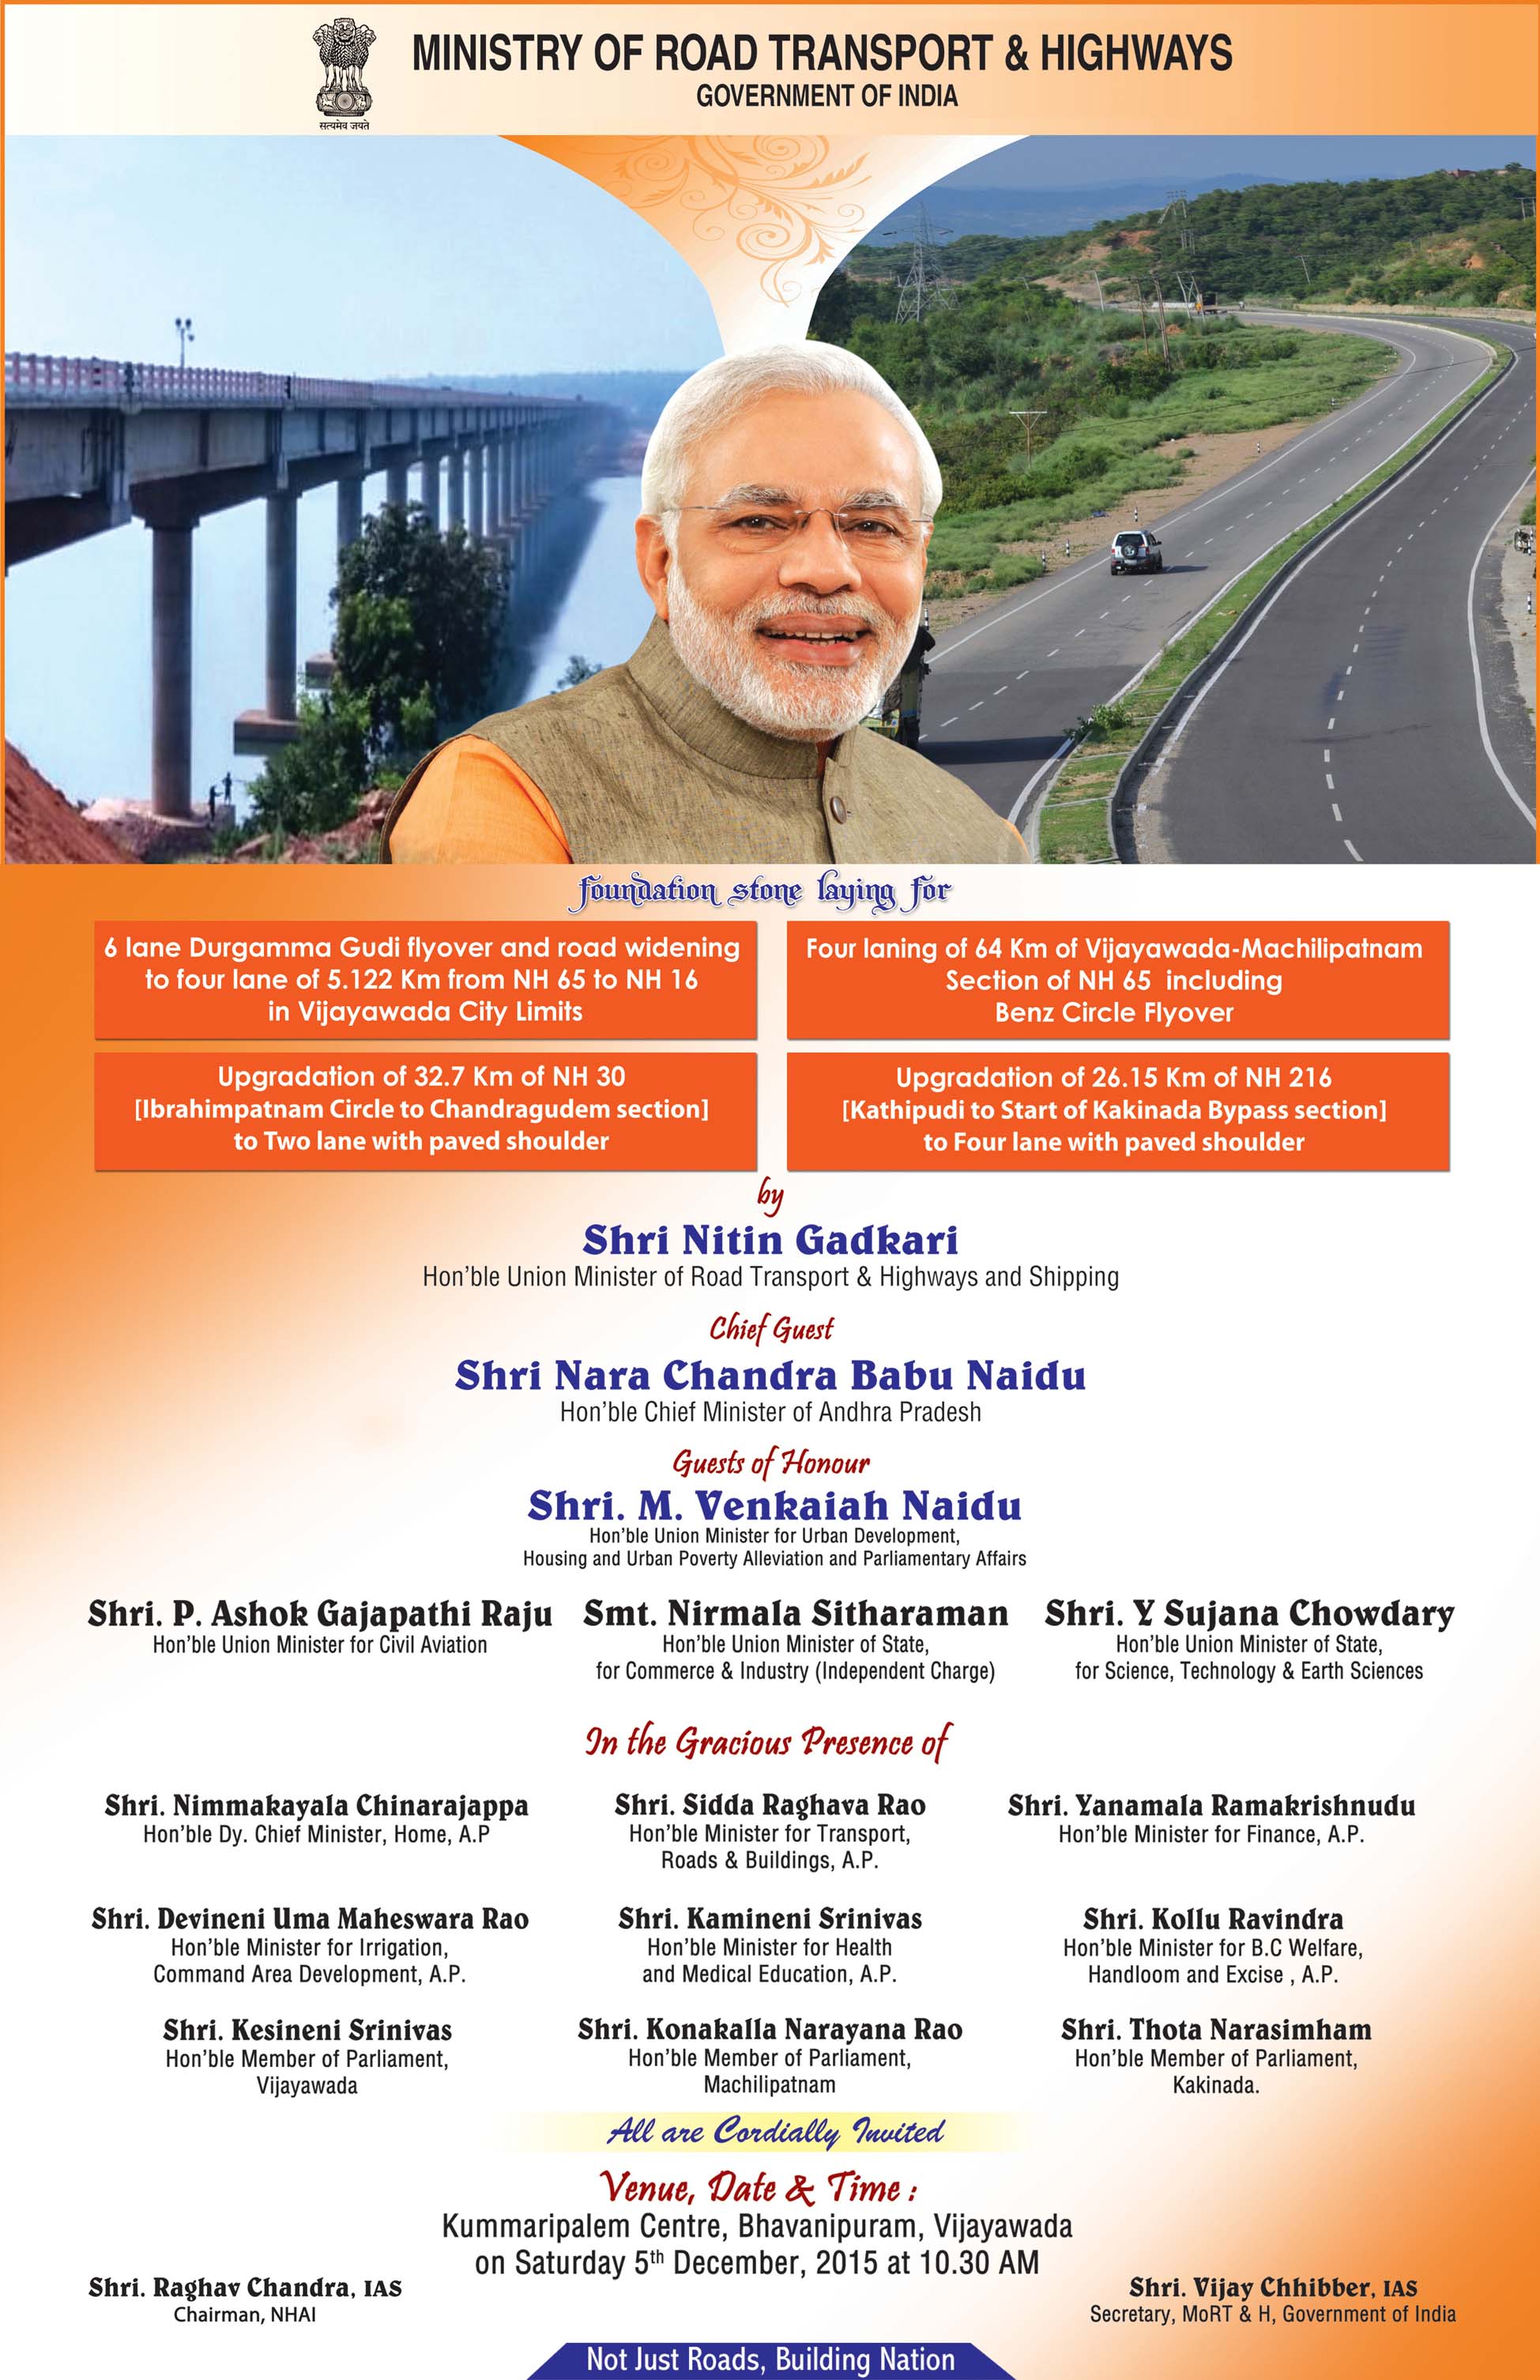 सत्यमेव जयते
MINISTRY OF ROAD TRANSPORT & HIGHWAYS
GOVERNMENT OF INDIA
foundation stone laying for
6 lane Durgamma Gudi flyover and road widening
to four lane of 5.122 Km from NH 65 to NH 16
in Vijayawada City Limits
Four laning of 64 Km of Vijayawada-Machilipatnam
Section of NH 65 including
Benz Circle Flyover
Upgradation of 32.7 Km of NH 30
[Ibrahimpatnam Circle to Chandragudem section]
to Two lane with paved shoulder
Upgradation of 26.15 Km of NH 216
[Kathipudi to Start of Kakinada Bypass section]
to Four lane with paved shoulder
by
Shri Nitin Gadkari
Hon'ble Union Minister of Road Transport & Highways and Shipping
Chief Guest
Shri Nara Chandra Babu Naidu
Hon'ble Chief Minister of Andhra Pradesh
Guests of Honour
Shri. M. Venkaiah Naidu
Hon'ble Union Minister for Urban Development,
Housing and Urban Poverty Alleviation and Parliamentary Affairs
Shri. P. Ashok Gajapathi Raju
Hon'ble Union Minister for Civil Aviation
Smt. Nirmala Sitharaman
Hon'ble Union Minister of State,
for Commerce & Industry (Independent Charge)
Shri. Y Sujana Chowdary
Hon'ble Union Minister of State,
for Science, Technology & Earth Sciences
In the Gracious Presence of
Shri. Nimmakayala Chinarajappa
Hon'ble Dy. Chief Minister, Home, A.P
Shri. Sidda Raghava Rao
Hon'ble Minister for Transport,
Roads & Buildings, A.P.
Shri. Yanamala Ramakrishnudu
Hon'ble Minister for Finance, A.P.
Shri. Devineni Uma Maheswara Rao
Hon'ble Minister for Irrigation,
Command Area Development, A.P.
Shri. Kamineni Srinivas
Hon'ble Minister for Health
and Medical Education, A.P.
Shri. Kollu Ravindra
Hon'ble Minister for B.C Welfare,
Handloom and Excise , A.P.
Shri. Kesineni Srinivas
Hon'ble Member of Parliament,
Vijayawada
Shri. Konakalla Narayana Rao
Hon'ble Member of Parliament,
Machilipatnam
Shri. Thota Narasimham
Hon'ble Member of Parliament,
Kakinada.
All are Cordially Invited
Venue, Date & Time :
Kummaripalem Centre, Bhavanipuram, Vijayawada
on Saturday 5th December, 2015 at 10.30 AM
Shri. Raghav Chandra, IAS
Chairman, NHAI
Shri. Vijay Chhibber, IAS
Secretary, MoRT & H, Government of India
Not Just Roads, Building Nation